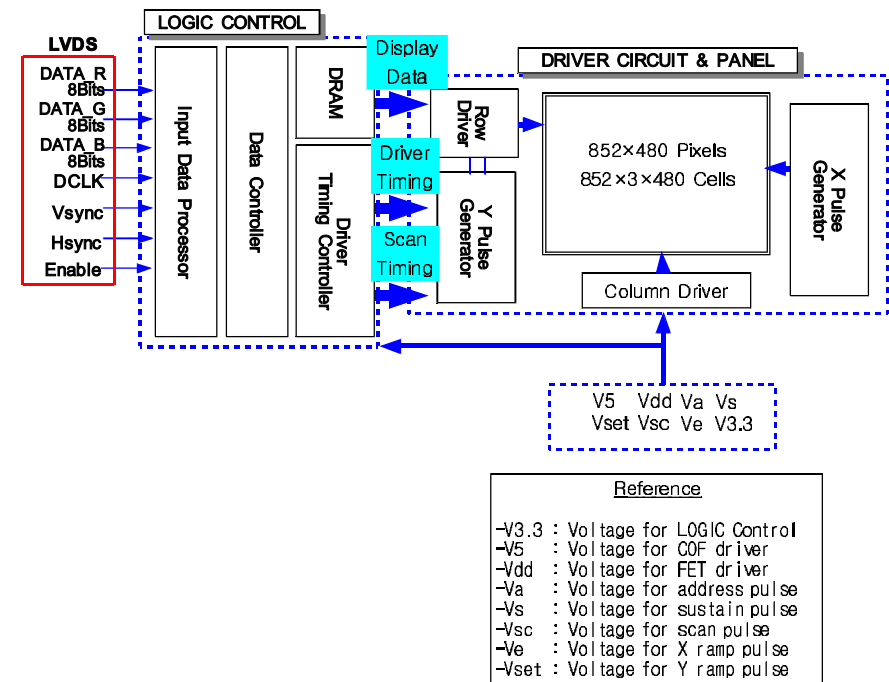 LOGIC CONTROL
LVDS
DATA_R
8Bits
DATA_G
8Bits
DATA_B
8Bits
DCLK
Vsync
Hsync
Enable
Input Data Processor
Data Controller
DRAM
Driver
Timing Controller
Display
Data
Driver
Timing
Scan
Timing
DRIVER CIRCUIT & PANEL
Row
Driver
Y Pulse
Generator
852×480 Pixels
852×3×480 Cells
X Pulse
Generator
Column Driver
V5 Vdd Va Vs
Vset Vsc Ve V3.3
Reference
-V3.3 : Voltage for LOGIC Control
-V5 : Voltage for COF driver
-Vdd : Voltage for FET driver
-Va : Voltage for address pulse
-Vs : Voltage for sustain pulse
-Vsc : Voltage for scan pulse
-Ve : Voltage for X ramp pulse
-Vset : Voltage for Y ramp pulse